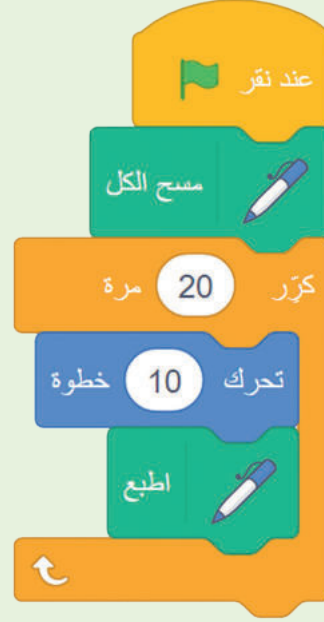 عند نقر
مسح الكل
كرّر 20 مرة
تحرك 10 خطوة
اطبع